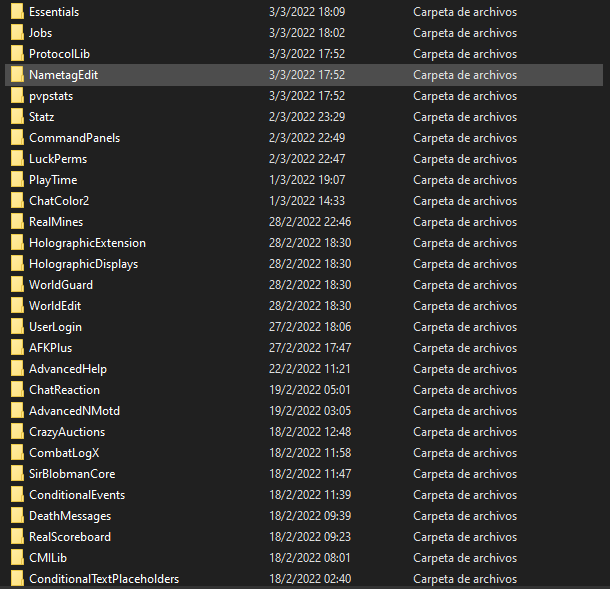 Essentials 3/3/2022 18:09 Carpeta de archivos
Jobs 3/3/2022 18:02 Carpeta de archivos
ProtocolLib 3/3/2022 17:52 Carpeta de archivos
NametagEdit 3/3/2022 17:52 Carpeta de archivos
pvpstats 3/3/2022 17:52 Carpeta de archivos
Statz 2/3/2022 23:29 Carpeta de archivos
CommandPanels 2/3/2022 22:49 Carpeta de archivos
LuckPerms 2/3/2022 22:47 Carpeta de archivos
PlayTime 1/3/2022 19:07 Carpeta de archivos
ChatColor2 1/3/2022 14:33 Carpeta de archivos
RealMines 28/2/2022 22:46 Carpeta de archivos
HolographicExtension 28/2/2022 18:30 Carpeta de archivos
HolographicDisplays 28/2/2022 18:30 Carpeta de archivos
WorldGuard 28/2/2022 18:30 Carpeta de archivos
WorldEdit 28/2/2022 18:30 Carpeta de archivos
UserLogin 27/2/2022 18:06 Carpeta de archivos
AFKPlus 27/2/2022 17:47 Carpeta de archivos
AdvancedHelp 22/2/2022 11:21 Carpeta de archivos
ChatReaction 19/2/2022 05:01 Carpeta de archivos
AdvancedNMotd 19/2/2022 03:05 Carpeta de archivos
CrazyAuctions 18/2/2022 12:48 Carpeta de archivos
CombatLogX 18/2/2022 11:58 Carpeta de archivos
SirBlobmanCore 18/2/2022 11:47 Carpeta de archivos
ConditionalEvents 18/2/2022 11:39 Carpeta de archivos
DeathMessages 18/2/2022 09:39 Carpeta de archivos
RealScoreboard 18/2/2022 09:23 Carpeta de archivos
CMILib 18/2/2022 08:01 Carpeta de archivos
ConditionalTextPlaceholders 18/2/2022 02:40 Carpeta de archivos